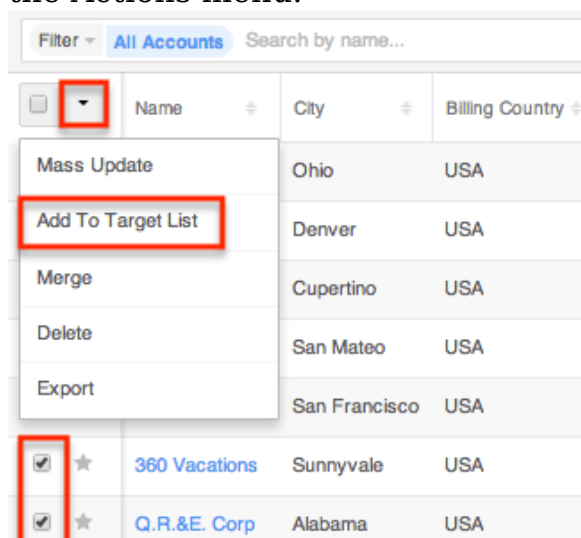 the Actions menu.
Filter All Accounts Search by name...
Name City Billing Country
Mass Update Ohio USA
Add To Target List Denver USA
Merge Cupertino USA
Delete San Mateo USA
Export San Francisco USA
360 Vacations Sunnyvale USA
Q.R.&E. Corp Alabama USA